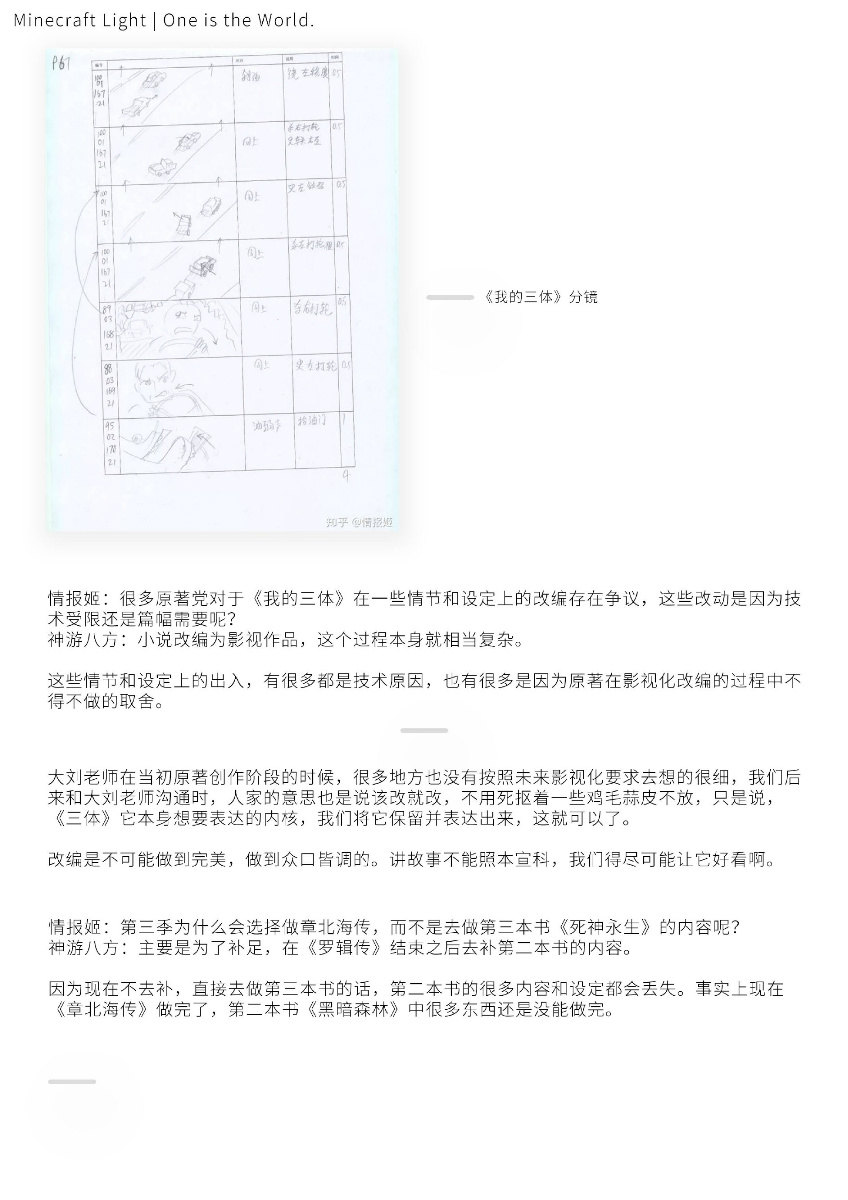 Minecraft Light | One is the World.
P67
同上
同上
同上
同上
同上
《我的三体》分镜
知乎 @情报姬
情报姬：很多原著党对于《我的三体》在一些情节和设定上的改编存在争议，这些改动是因为技
术受限还是篇幅需要呢？
神游八方：小说改编为影视作品，这个过程本身就相当复杂。
这些情节和设定上的出入，有很多都是技术原因，也有很多是因为原著在影视化改编的过程中不
得不做的取舍。
大刘老师在当初原著创作阶段的时候，很多地方也没有按照未来影视化要求去想的很细，我们后
来和大刘老师沟通时，人家的意思也是说该改就改，不用死抠着一些鸡毛蒜皮不放，只是说，
《三体》它本身想要表达的内核，我们将它保留并表达出来，这就可以了。
改编是不可能做到完美，做到众口皆调的。讲故事不能照本宣科，我们得尽可能让它好看啊。
情报姬：第三季为什么会选择做章北海传，而不是去做第三本书《死神永生》的内容呢？
神游八方：主要是为了补足，在《罗辑传》结束之后去补第二本书的内容。
因为现在不去补，直接去做第三本书的话，第二本书的很多内容和设定都会丢失。事实上现在
《章北海传》做完了，第二本书《黑暗森林》中很多东西还是没能做完。